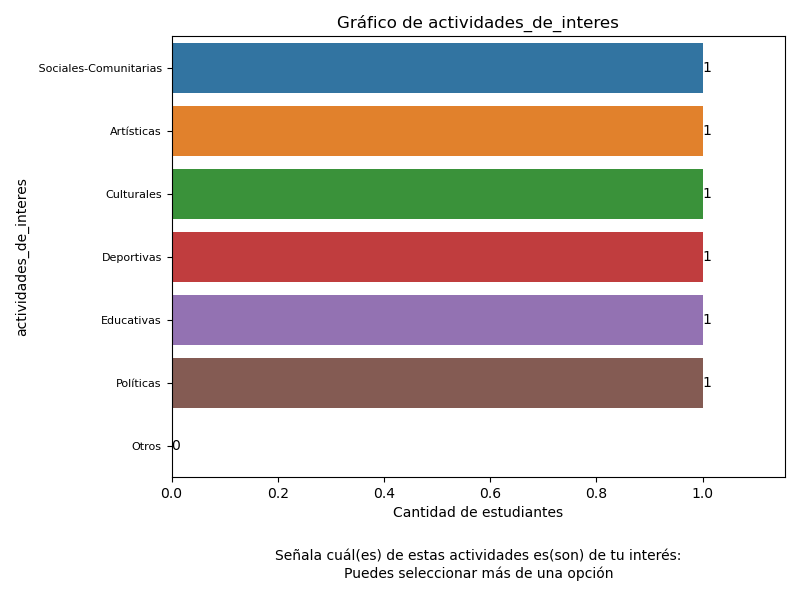 Gráfico de actividades_de_interes
Sociales-Comunitarias
1
Artísticas
1
Culturales
1
Deportivas
1
Educativas
1
Políticas
1
Otros
0
actividades_de_interes
0.0 0.2 0.4 0.6 0.8 1.0
Cantidad de estudiantes
Señala cuál(es) de estas actividades es(son) de tu interés:
Puedes seleccionar más de una opción